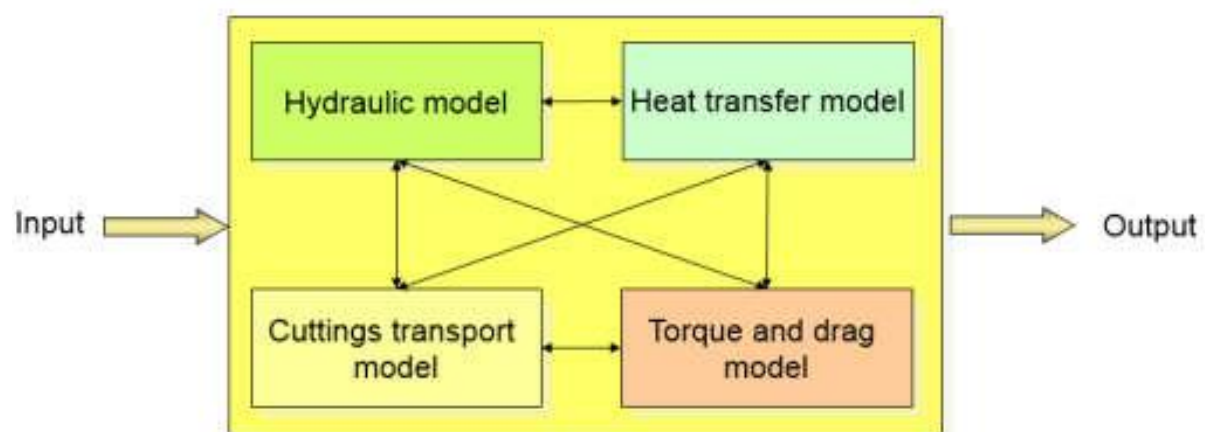 Hydraulic model
Heat transfer model
Input
Output
Cuttings transport
model
Torque and drag
model